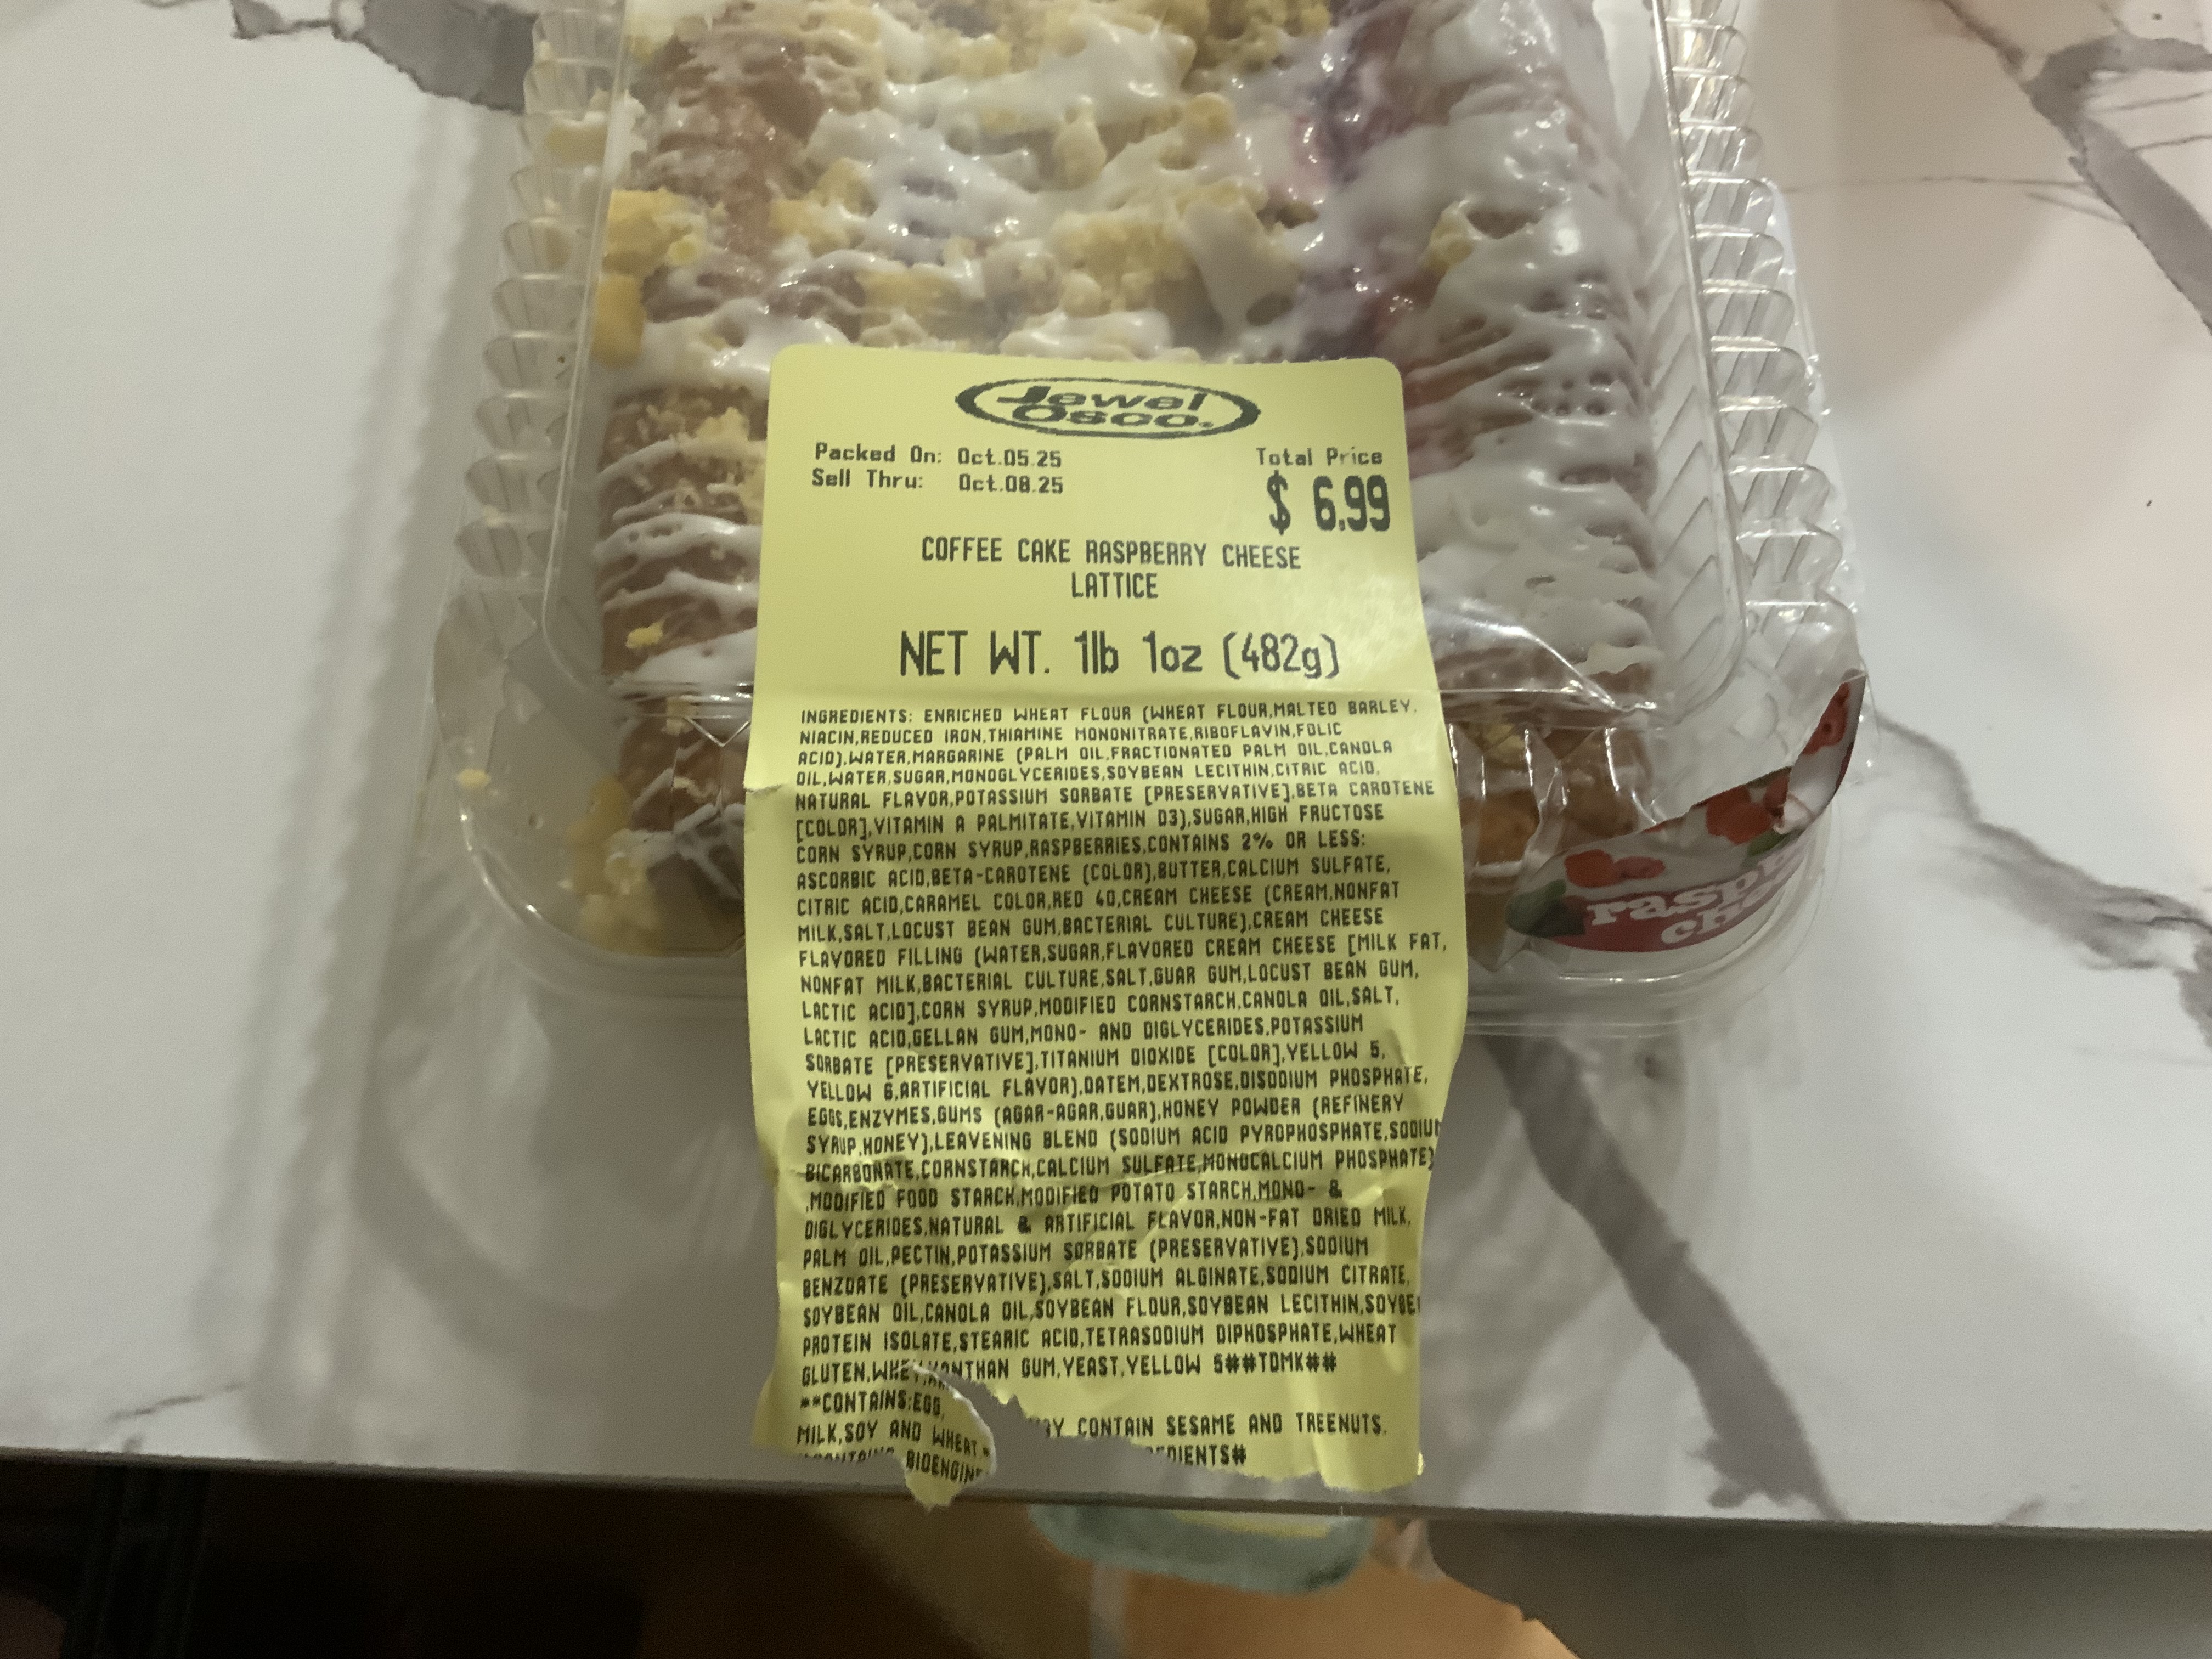 Jewel
Osco.
Packed On: Oct.05.25
Sell Thru: Oct.08.25
Total Price
$ 6.99
COFFEE CAKE RASPBERRY CHEESE
LATTICE
NET WT. 1lb 1oz (482g)
INGREDIENTS: ENRICHED WHEAT FLOUR (WHEAT FLOUR,MALTED BARLEY,
NIACIN,REDUCED IRON,THIAMINE MONONITRATE,RIBOFLAVIN,FOLIC
ACID),WATER,MARGARINE (PALM OIL,FRACTIONATED PALM OIL,CANOLA
OIL,WATER,SUGAR,MONOGLYCERIDES,SOYBEAN LECITHIN,CITRIC ACID,
NATURAL FLAVOR,POTASSIUM SORBATE [PRESERVATIVE],BETA CAROTENE
[COLOR],VITAMIN A PALMITATE,VITAMIN D3),SUGAR,HIGH FRUCTOSE
CORN SYRUP,CORN SYRUP,RASPBERRIES,CONTAINS 2% OR LESS:
ASCORBIC ACID,BETA-CAROTENE (COLOR),BUTTER,CALCIUM SULFATE,
CITRIC ACID,CARAMEL COLOR,RED 40,CREAM CHEESE (CREAM,NONFAT
MILK,SALT,LOCUST BEAN GUM,BACTERIAL CULTURE),CREAM CHEESE
FLAVORED FILLING (WATER,SUGAR,FLAVORED CREAM CHEESE [MILK FAT,
NONFAT MILK,BACTERIAL CULTURE,SALT,GUAR GUM,LOCUST BEAN GUM,
LACTIC ACID],CORN SYRUP,MODIFIED CORNSTARCH,CANOLA OIL,SALT,
LACTIC ACID,GELLAN GUM,MONO- AND DIGLYCERIDES,POTASSIUM
SORBATE [PRESERVATIVE],TITANIUM DIOXIDE [COLOR],YELLOW 5,
YELLOW 6,ARTIFICIAL FLAVOR),DATEM,DEXTROSE,DISODIUM PHOSPHATE,
EGGS,ENZYMES,GUMS (AGAR-AGAR,GUAR),HONEY POWDER (REFINERY
SYRUP,HONEY),LEAVENING BLEND (SODIUM ACID PYROPHOSPHATE,SODIUM
BICARBONATE,CORNSTARCH,CALCIUM SULFATE,MONOCALCIUM PHOSPHATE)
,MODIFIED FOOD STARCH,MODIFIED POTATO STARCH,MONO- &
DIGLYCERIDES,NATURAL & ARTIFICIAL FLAVOR,NON-FAT DRIED MILK,
PALM OIL,PECTIN,POTASSIUM SORBATE (PRESERVATIVE),SODIUM
BENZOATE (PRESERVATIVE),SALT,SODIUM ALGINATE,SODIUM CITRATE,
SOYBEAN OIL,CANOLA OIL,SOYBEAN FLOUR,SOYBEAN LECITHIN,SOYBE
PROTEIN ISOLATE,STEARIC ACID,TETRASODIUM DIPHOSPHATE,WHEAT
GLUTEN,WHEY,XANTHAN GUM,YEAST,YELLOW 5##TDMK##
**CONTAINS:EGG,
MILK,SOY AND WHEAT AY CONTAIN SESAME AND TREENUTS.
BIOENGINE EDIENTS#
rasp
ch